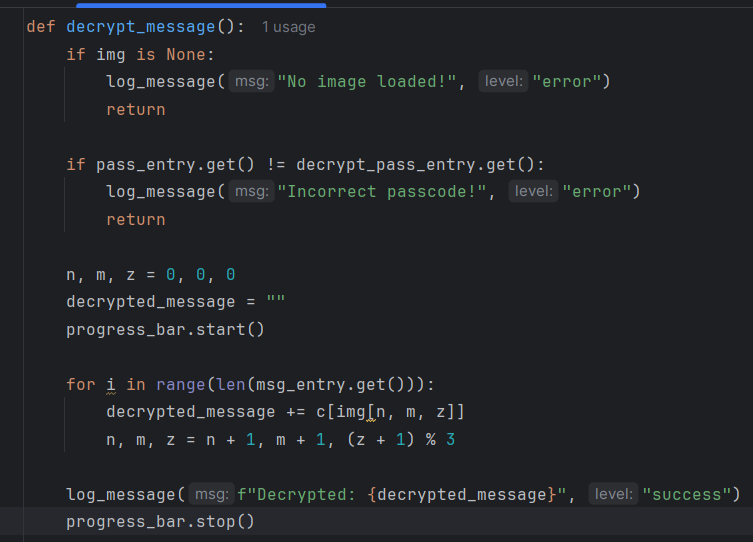 def decrypt_message(): 1 usage
    if img is None:
        log_message( msg: "No image loaded!", level: "error")
        return

    if pass_entry.get() != decrypt_pass_entry.get():
        log_message( msg: "Incorrect passcode!", level: "error")
        return

    n, m, z = 0, 0, 0
    decrypted_message = ""
    progress_bar.start()

    for i in range(len(msg_entry.get())):
        decrypted_message += c[img[n, m, z]]
        n, m, z = n + 1, m + 1, (z + 1) % 3

    log_message( msg: f"Decrypted: {decrypted_message}", level: "success")
    progress_bar.stop()